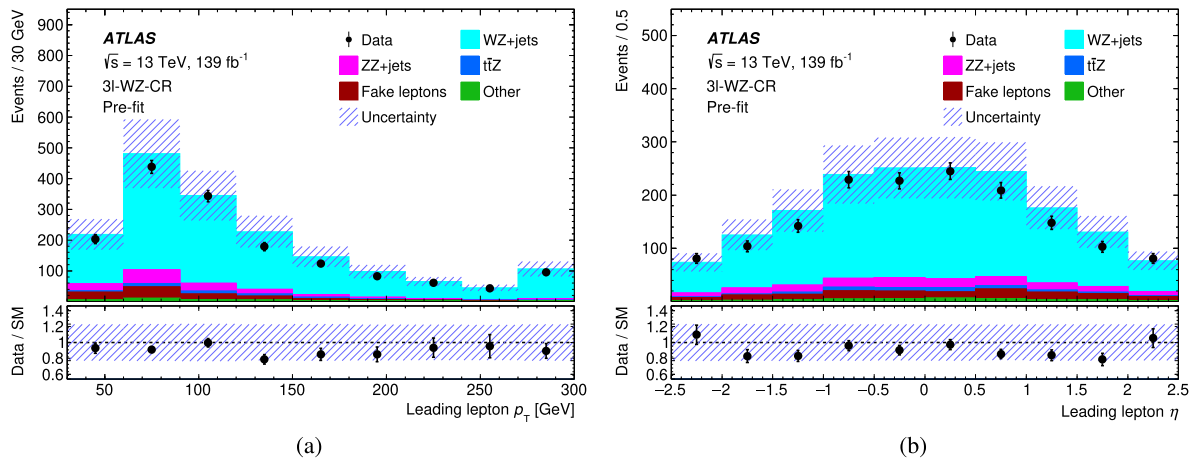 Events / 30 GeV
900
800
700
600
500
400
300
200
100
ATLAS
√s = 13 TeV, 139 fb⁻¹
3l-WZ-CR
Pre-fit
Data
WZ+jets
ZZ+jets
tt̄Z
Fake leptons
Other
Uncertainty
Data / SM
1.4
1.2
1
0.8
0.6
50
100
150
200
250
300
Leading lepton p_T [GeV]
(a)
Events / 0.5
500
400
300
200
100
ATLAS
√s = 13 TeV, 139 fb⁻¹
3l-WZ-CR
Pre-fit
Data
WZ+jets
ZZ+jets
tt̄Z
Fake leptons
Other
Uncertainty
Data / SM
1.4
1.2
1
0.8
0.6
−2.5
−2
−1.5
−1
−0.5
0
0.5
1
1.5
2
2.5
Leading lepton η
(b)